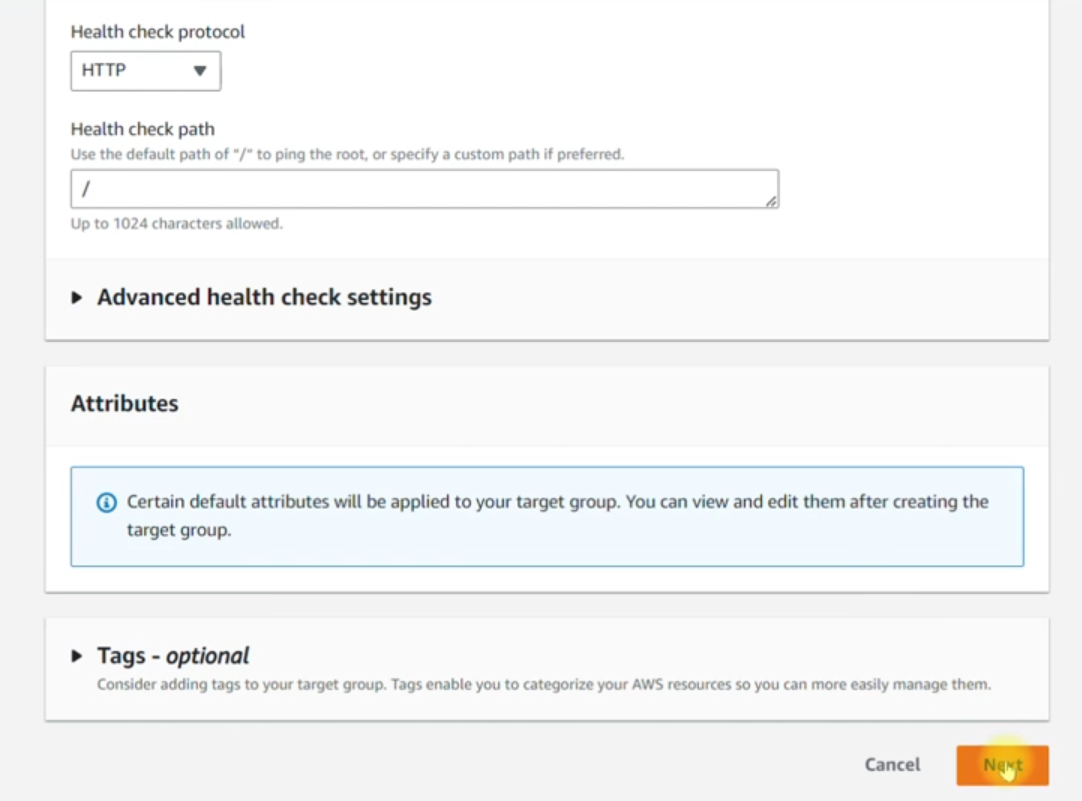 Health check protocol
HTTP
Health check path
Use the default path of "/" to ping the root, or specify a custom path if preferred.
/
Up to 1024 characters allowed.
Advanced health check settings
Attributes
Certain default attributes will be applied to your target group. You can view and edit them after creating the
target group.
Tags - optional
Consider adding tags to your target group. Tags enable you to categorize your AWS resources so you can more easily manage them.
Cancel
Next